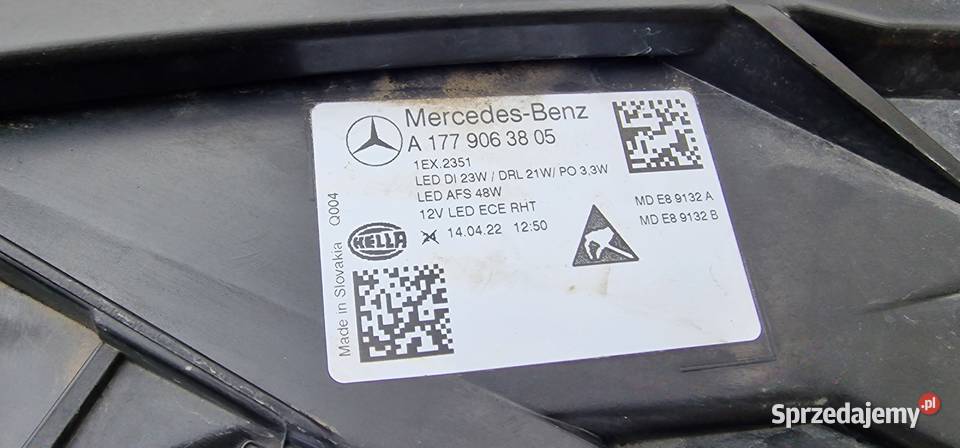 Mercedes-Benz
A 177 906 38 05
1EX.2351
LED DI 23W / DRL 21W/ PO 3.3W
LED AFS 48W
12V LED ECE RHT
14.04.22 12:50
HELLA
MD E8 9132 A
MD E8 9132 B
Made in Slovakia Q004
Sprzedajemy.pl